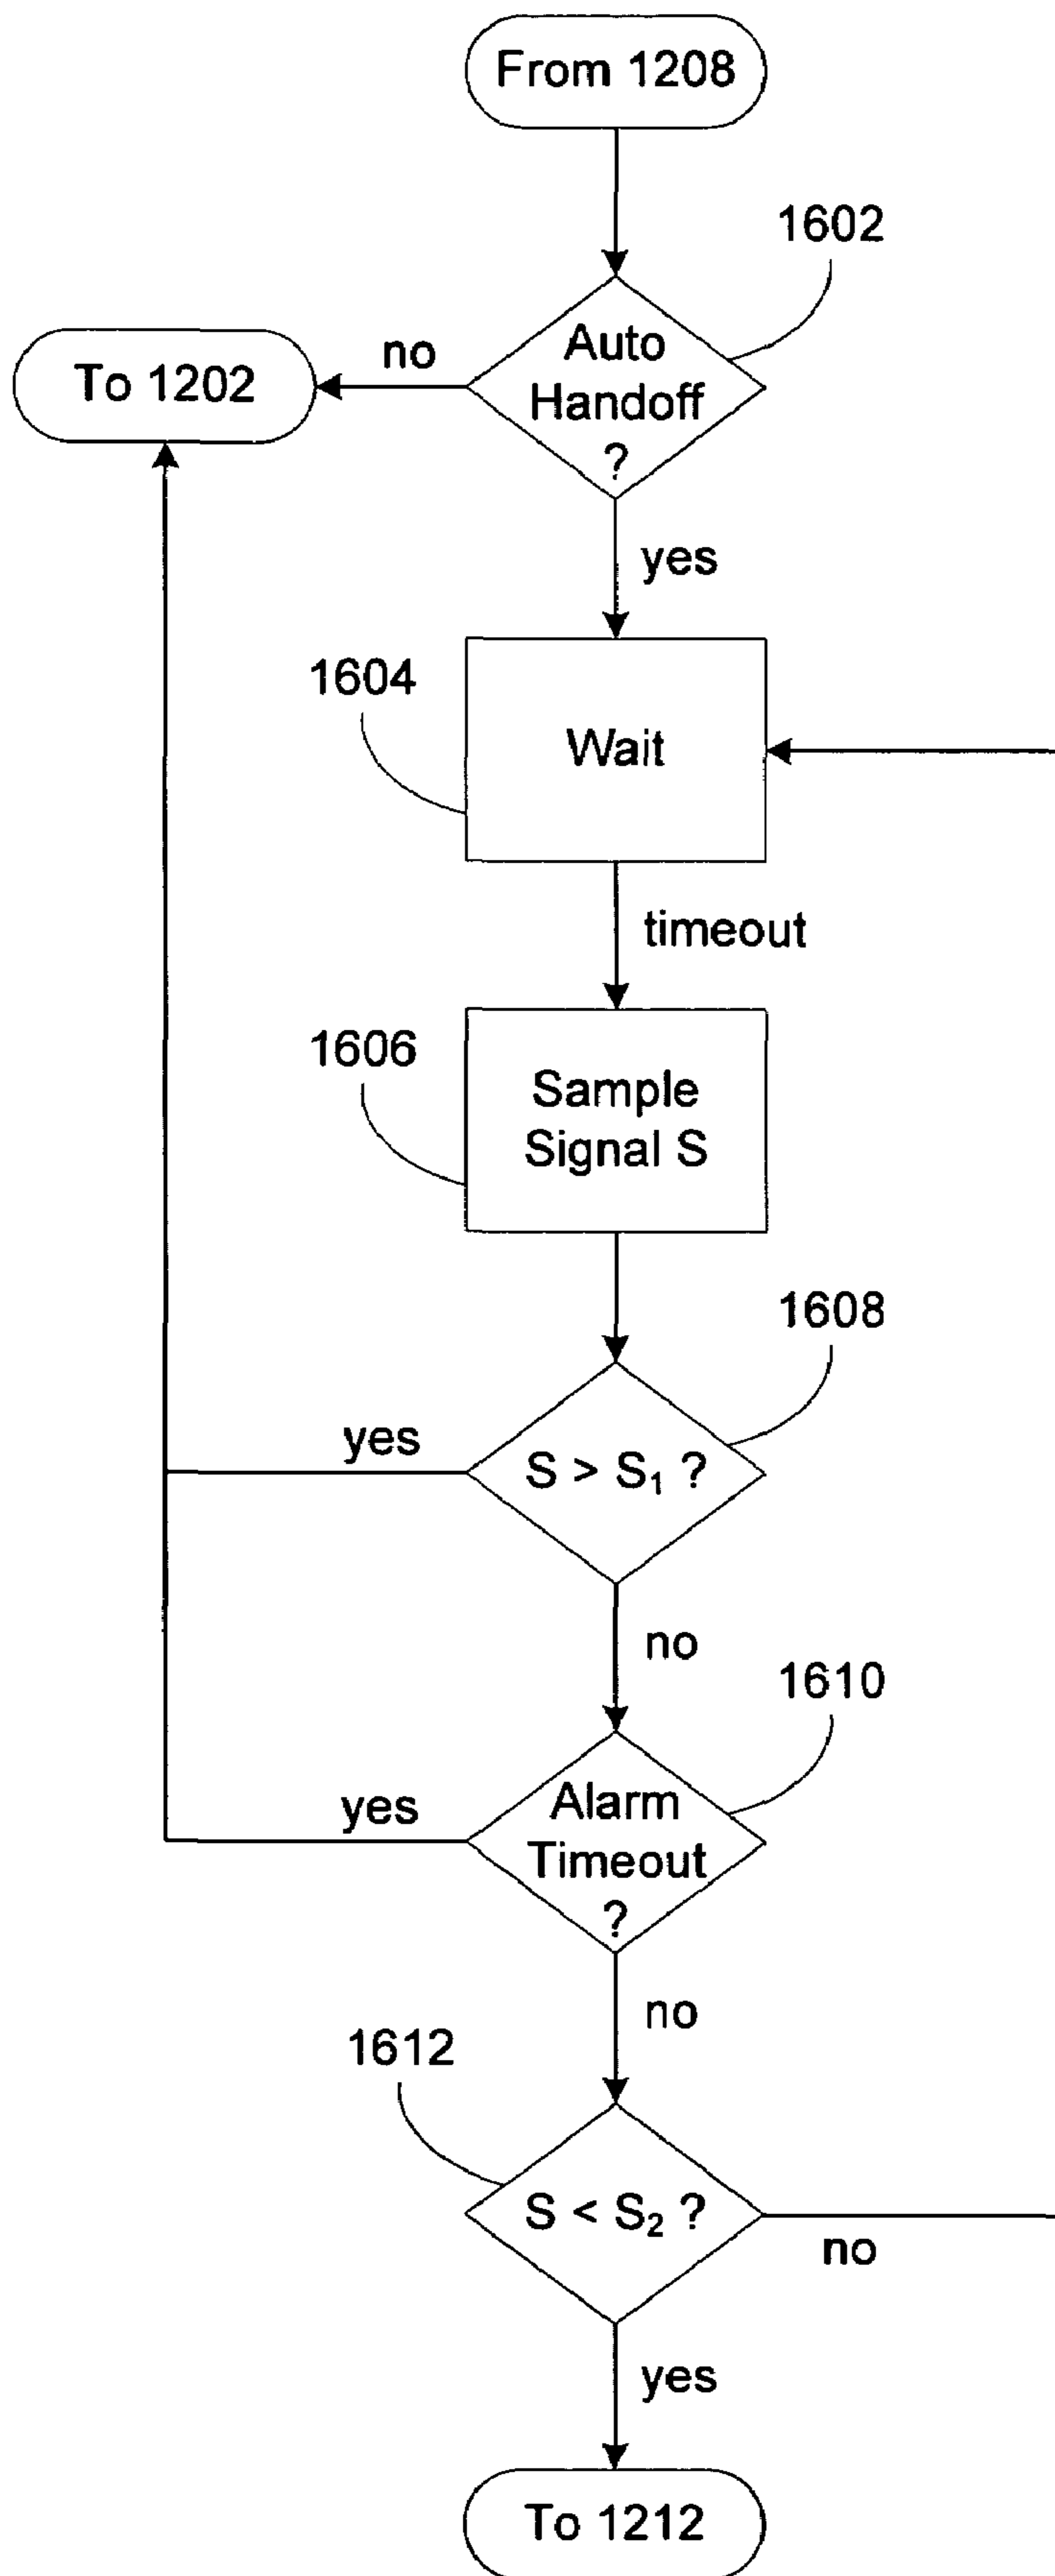 From 1208
1602
Auto
Handoff
?
no
To 1202
yes
1604
Wait
timeout
1606
Sample
Signal S
1608
S > S₁ ?
yes
no
1610
Alarm
Timeout
?
yes
no
1612
S < S₂ ?
no
yes
To 1212